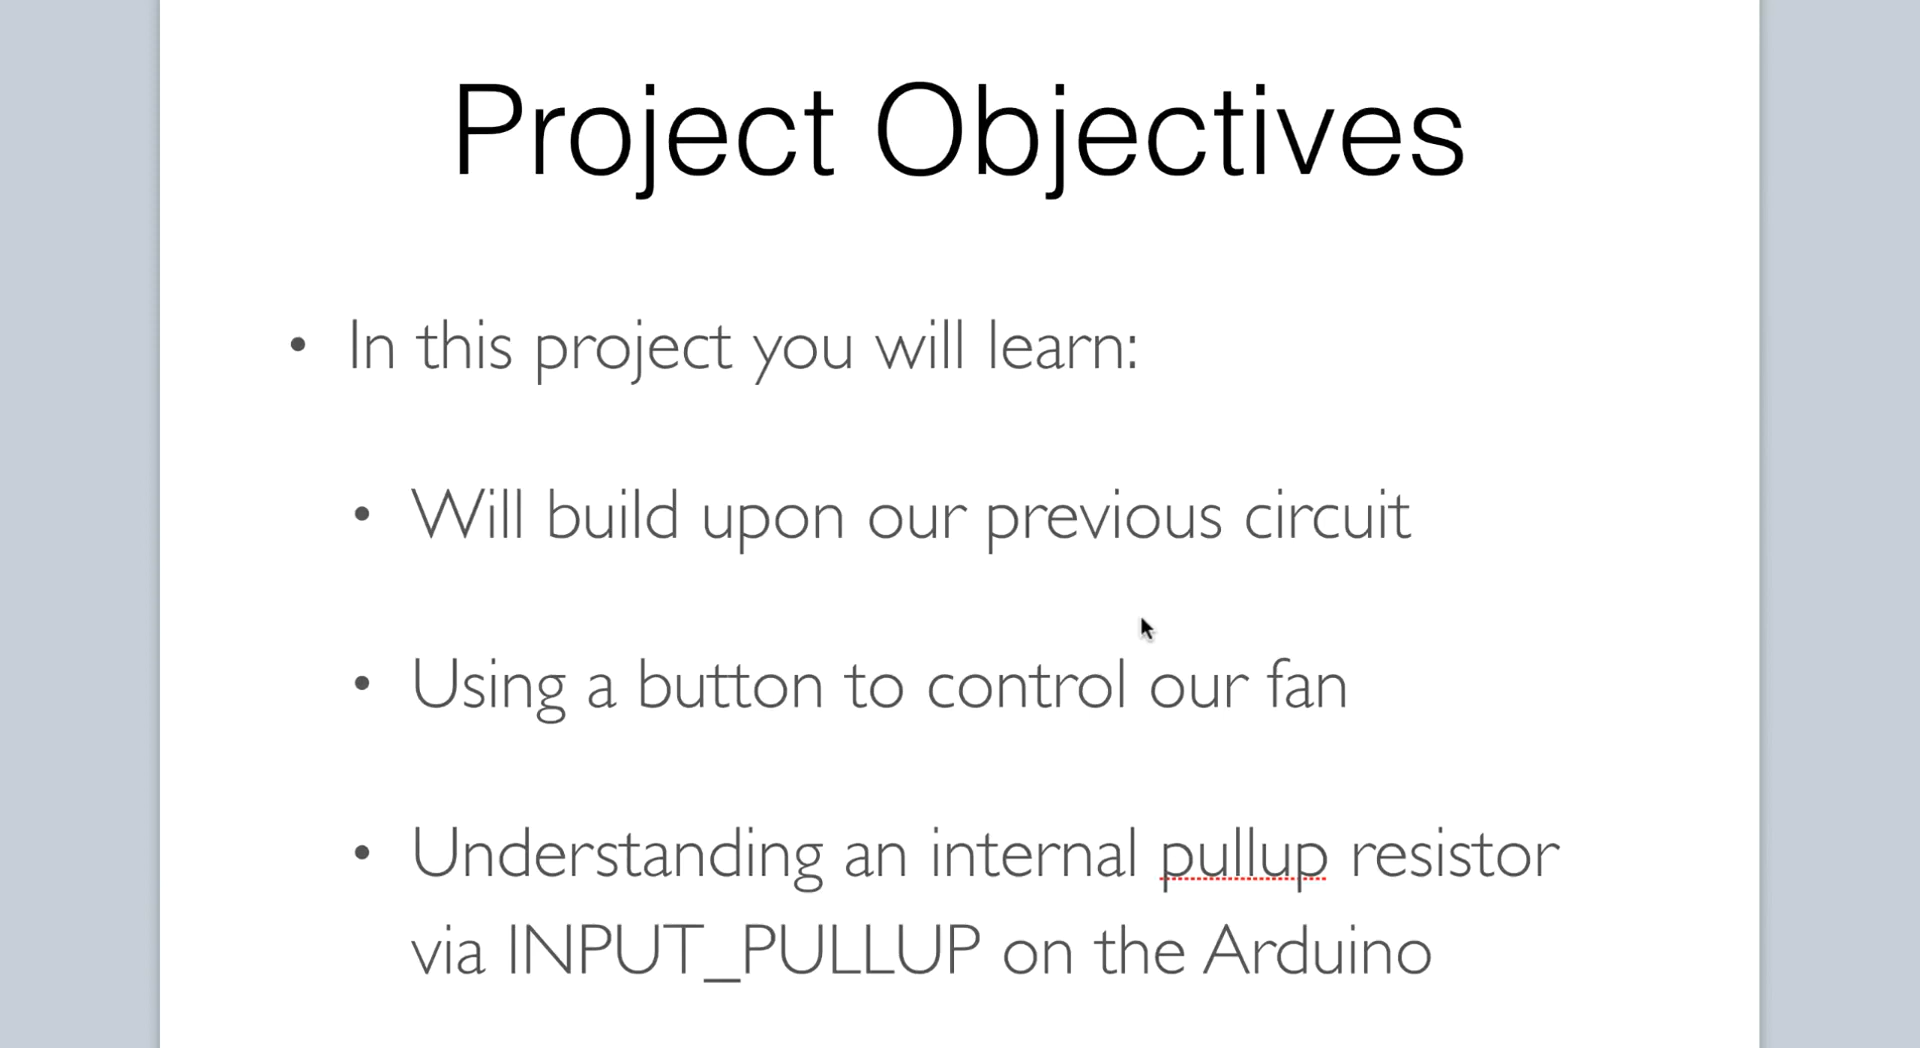 Project Objectives
• In this project you will learn:
• Will build upon our previous circuit
• Using a button to control our fan
• Understanding an internal pullup resistor
via INPUT_PULLUP on the Arduino